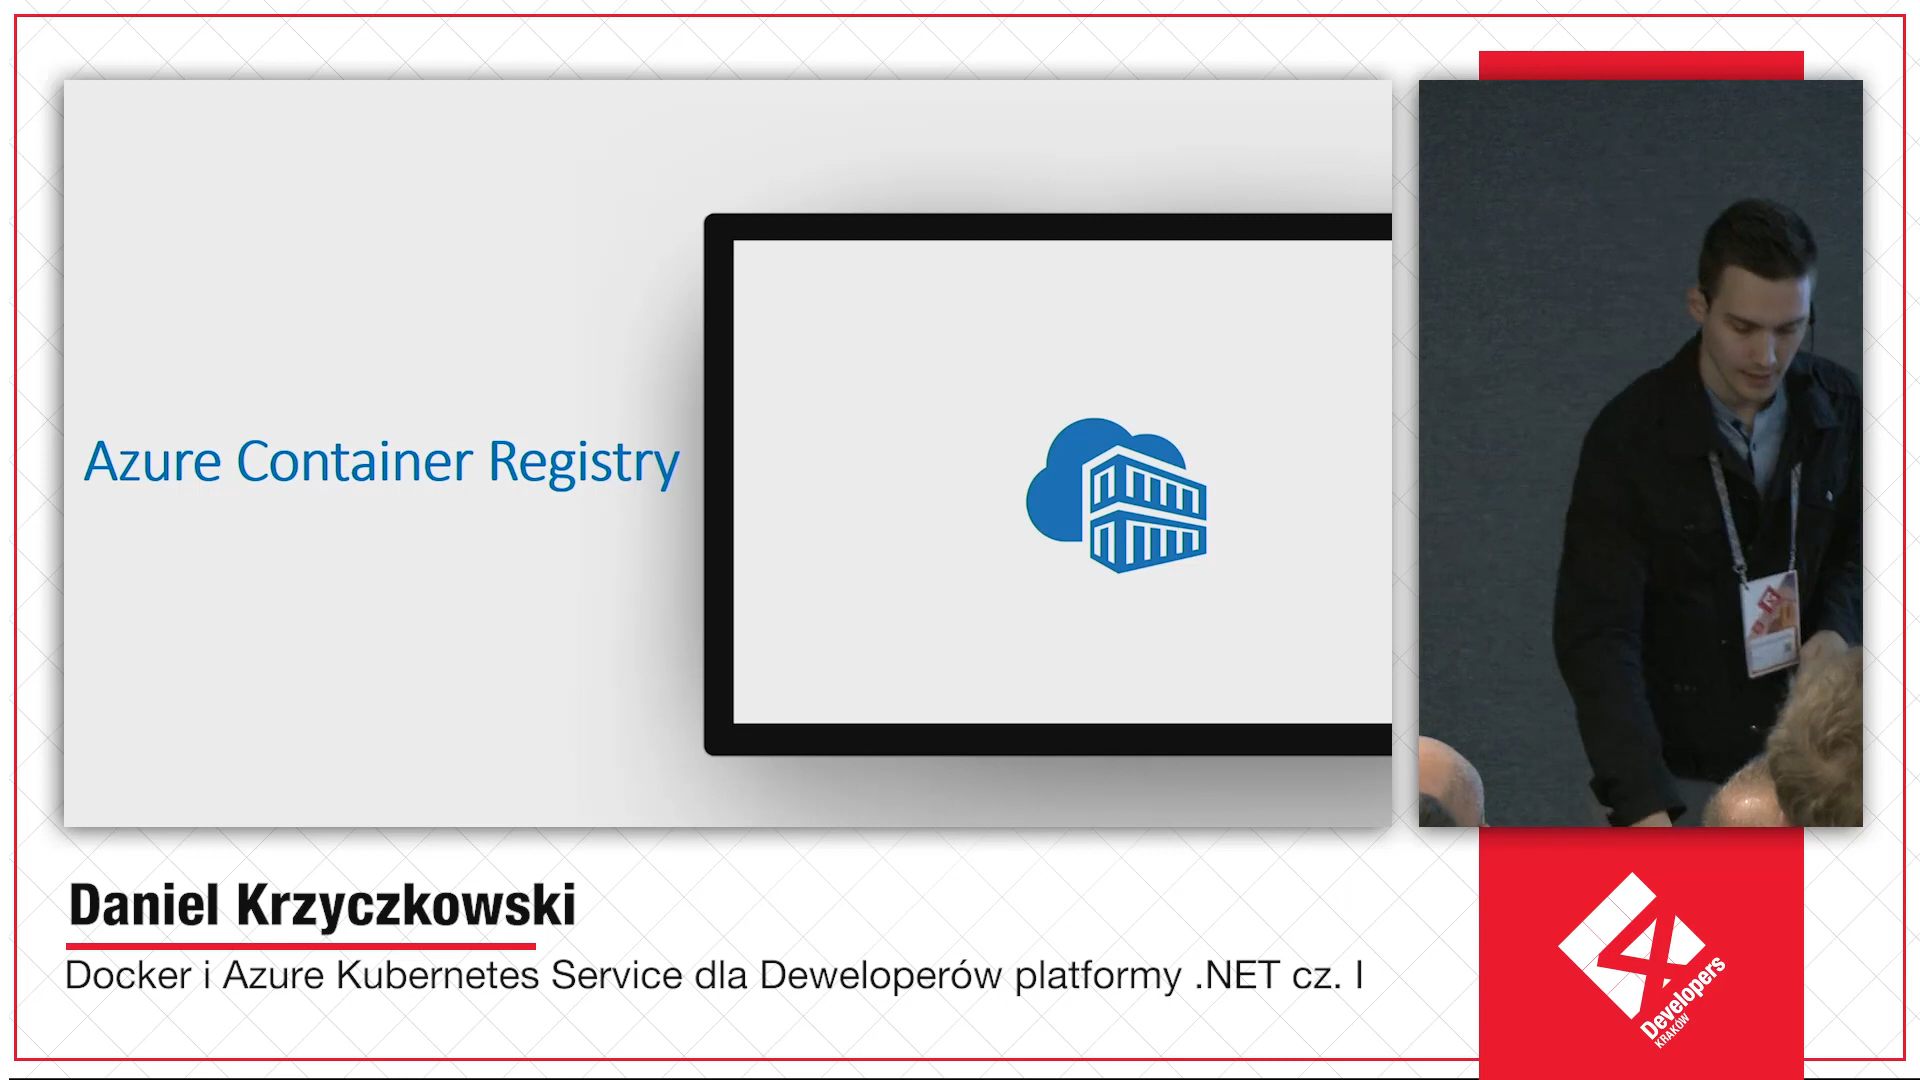 Azure Container Registry
Daniel Krzyczkowski
Docker i Azure Kubernetes Service dla Deweloperów platformy .NET cz. I
4
Developers
KRAKÓW